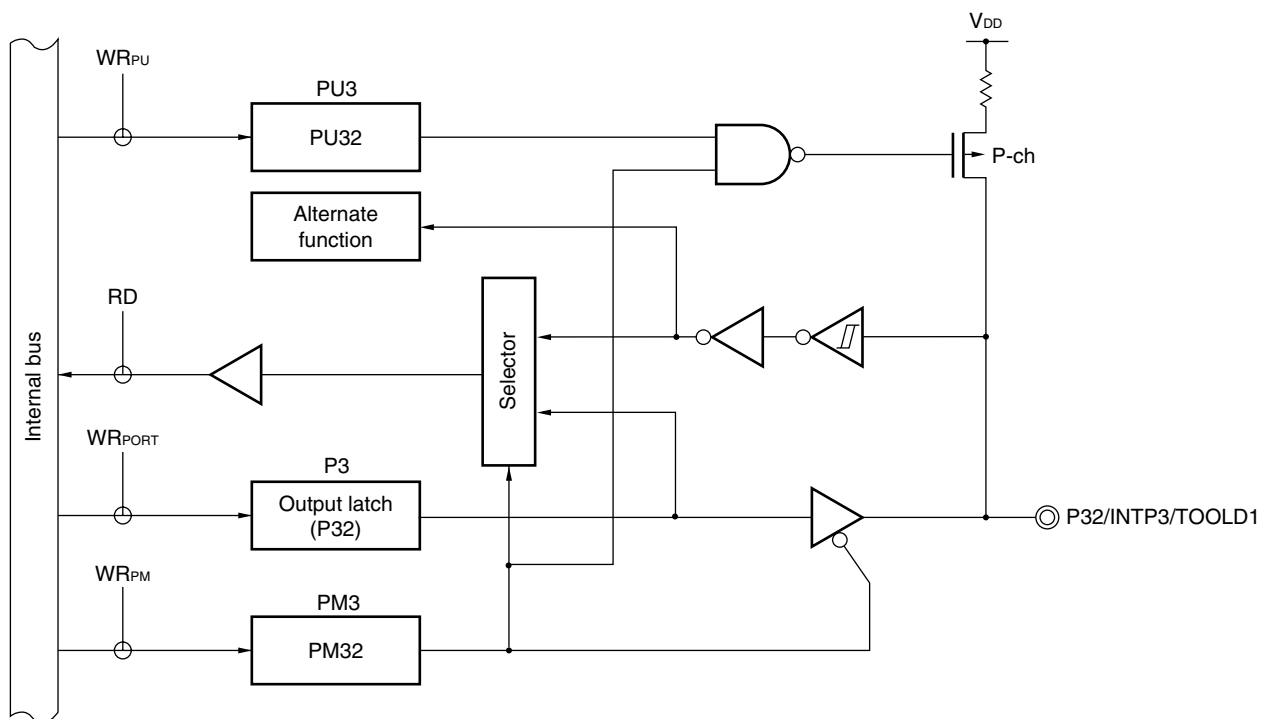 VDD
WRPU
PU3
PU32
P-ch
Alternate
function
RD
Selector
Internal bus
WRPORT
P3
Output latch
(P32)
P32/INTP3/TOOLD1
WRPM
PM3
PM32